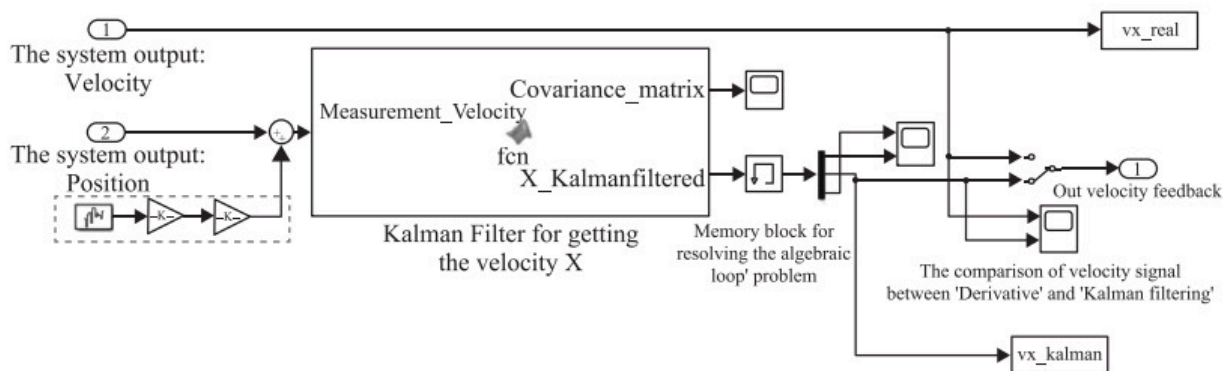 1
vx_real
The system output:
Velocity
Covariance_matrix
Measurement_Velocity
2
The system output:
Position
fcn
X_Kalmanfiltered
1
Out velocity feedback
-K-
-K-
Kalman Filter for getting
the velocity X
Memory block for
resolving the algebraic
loop' problem
The comparison of velocity signal
between 'Derivative' and 'Kalman filtering'
vx_kalman